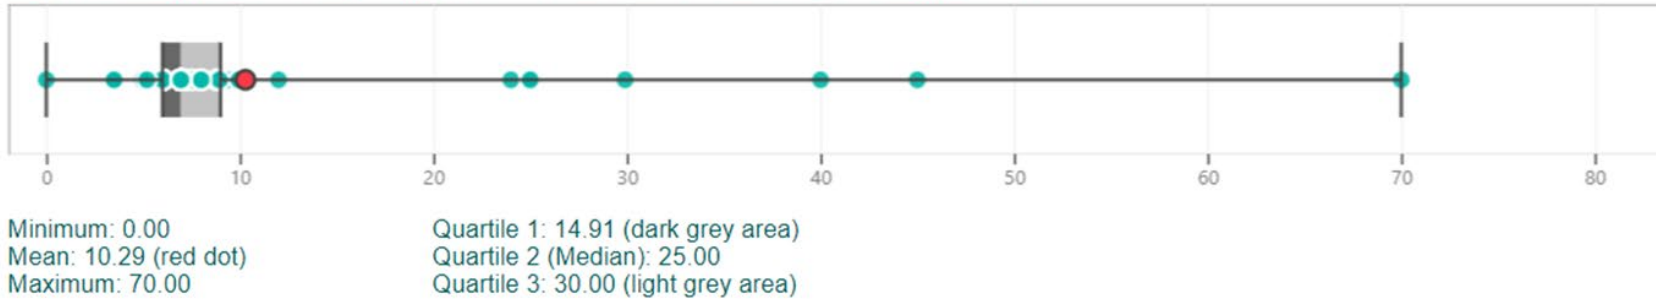 0 10 20 30 40 50 60 70 80
Minimum: 0.00
Mean: 10.29 (red dot)
Maximum: 70.00
Quartile 1: 14.91 (dark grey area)
Quartile 2 (Median): 25.00
Quartile 3: 30.00 (light grey area)